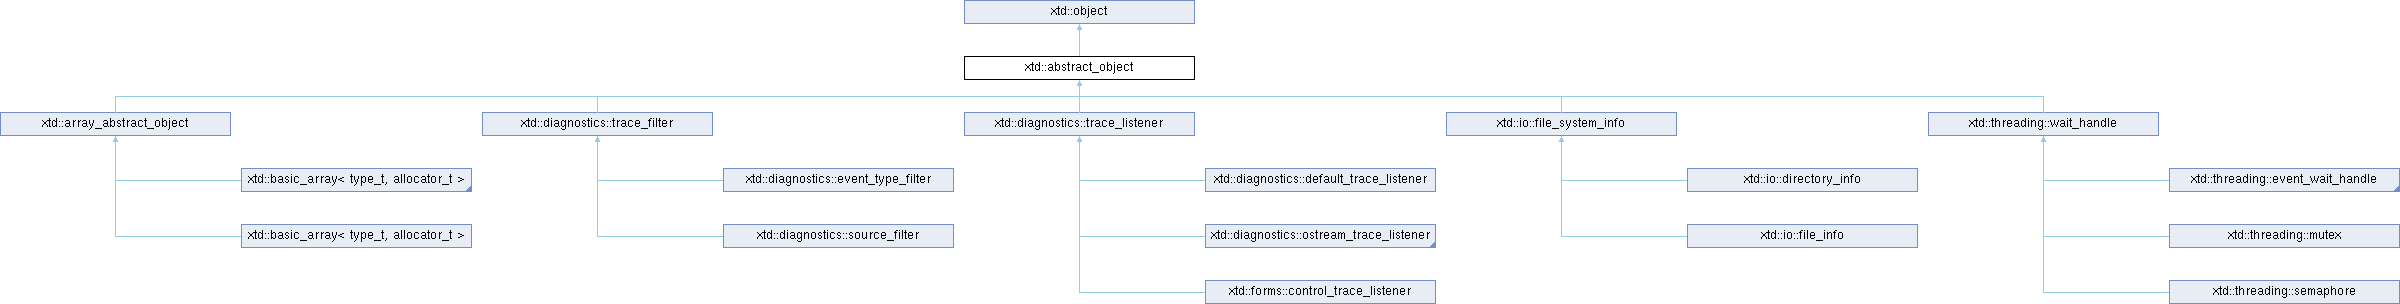 xtd::object
xtd::abstract_object
xtd::array_abstract_object
xtd::diagnostics::trace_filter
xtd::diagnostics::trace_listener
xtd::io::file_system_info
xtd::threading::wait_handle
xtd::basic_array< type_t, allocator_t >
xtd::diagnostics::event_type_filter
xtd::diagnostics::default_trace_listener
xtd::io::directory_info
xtd::threading::event_wait_handle
xtd::basic_array< type_t, allocator_t >
xtd::diagnostics::source_filter
xtd::diagnostics::ostream_trace_listener
xtd::io::file_info
xtd::threading::mutex
xtd::forms::control_trace_listener
xtd::threading::semaphore